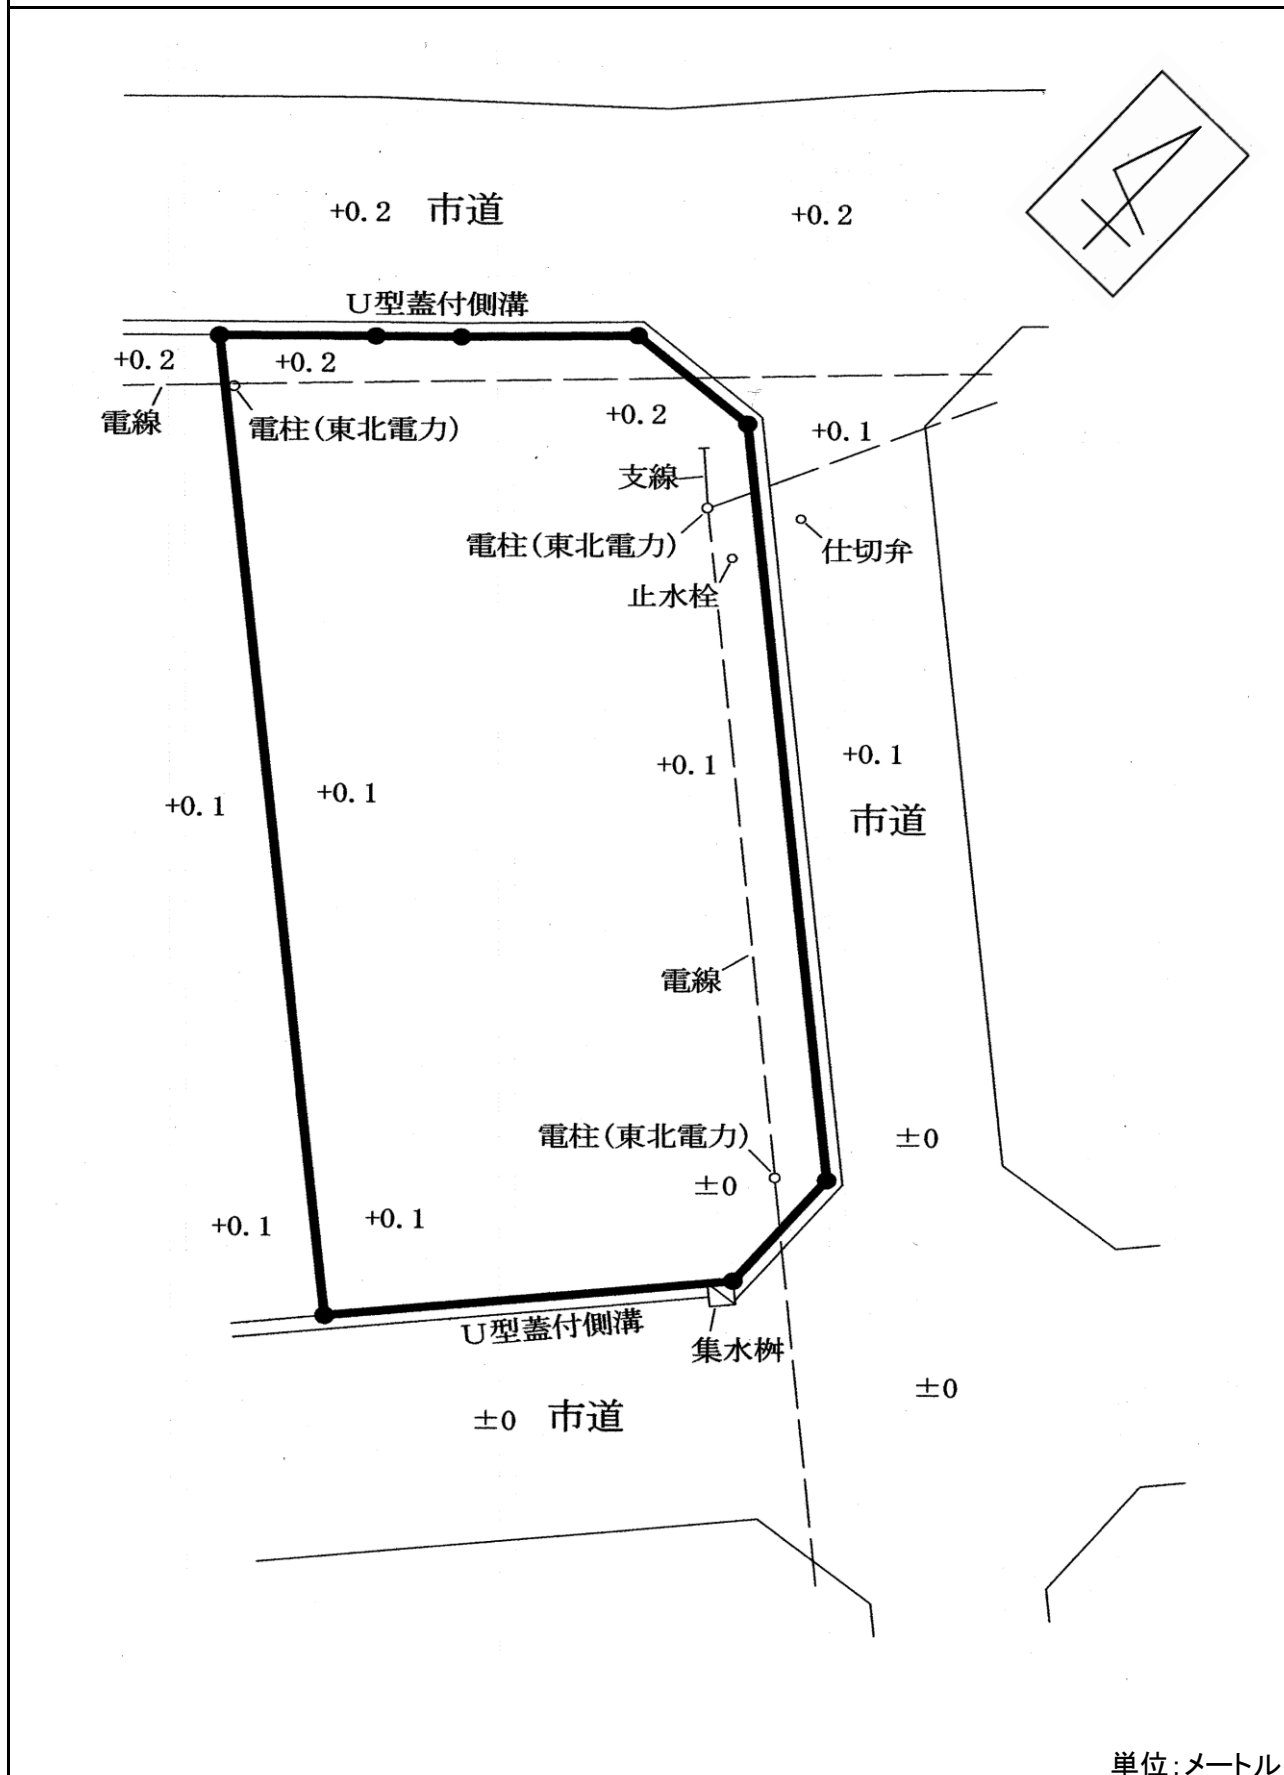 +0.2 市道 +0.2
U型蓋付側溝
+0.2 +0.2
電線 電柱(東北電力) +0.2 +0.1
支線
電柱(東北電力) 仕切弁
止水栓
+0.1 +0.1
+0.1 +0.1
市道
電線
電柱(東北電力) ±0
±0
+0.1 +0.1
U型蓋付側溝
集水桝
±0
±0 市道
単位:メートル